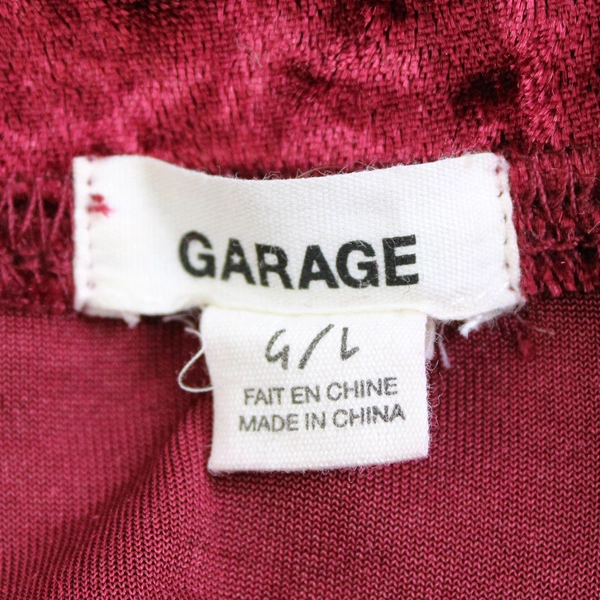 GARAGE
G/L
FAIT EN CHINE
MADE IN CHINA